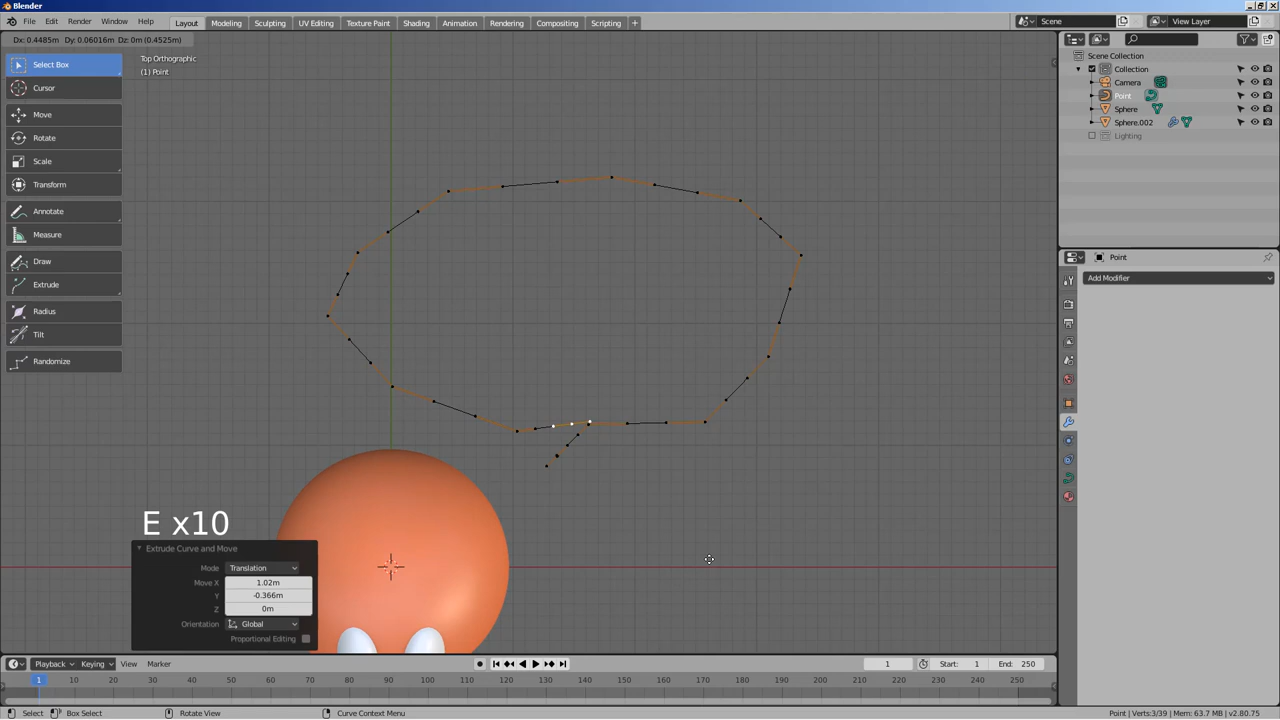 Blender
File Edit Render Window Help Layout Modeling Sculpting UV Editing Texture Paint Shading Animation Rendering Compositing Scripting + Scene View Layer
Dx: 0.4485m Dy: 0.06016m Dz: 0m (0.4525m)
Select Box
Cursor
Move
Rotate
Scale
Transform
Annotate
Measure
Draw
Extrude
Radius
Tilt
Randomize
Top Orthographic
(1) Point
E x10
Extrude Curve and Move
Mode Translation
Move X 1.02m
Y -0.366m
Z 0m
Orientation Global
Proportional Editing
Scene Collection
Collection
Camera
Point
Sphere
Sphere.002
Lighting
Point
Add Modifier
Playback Keying View Marker 1 Start: 1 End: 250
1 10 20 30 40 50 60 70 80 90 100 110 120 130 140 150 160 170 180 190 200 210 220 230 240 250
Select Box Select Rotate View Curve Context Menu Point | Verts:3/39 | Mem: 63.7 MB | v2.80.75